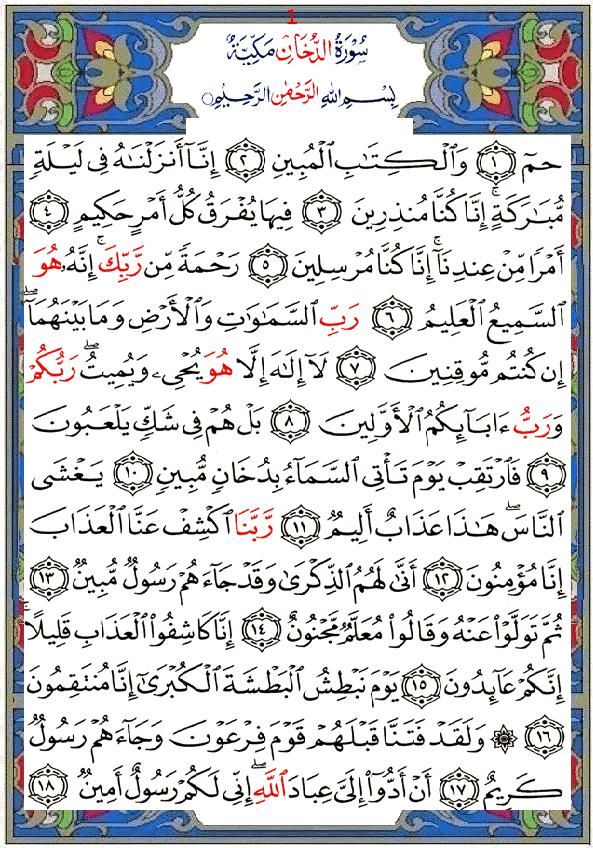 1
سُورَةُ الدُّخَانِ مَكِّيَّةٌ
بِسْمِ اللَّهِ الرَّحْمَٰنِ الرَّحِيمِ
حمٓ ١ وَالْكِتَابِ الْمُبِينِ ٢ إِنَّا أَنزَلْنَاهُ فِي لَيْلَةٍ
مُّبَارَكَةٍ ۚ إِنَّا كُنَّا مُنذِرِينَ ٣ فِيهَا يُفْرَقُ كُلُّ أَمْرٍ حَكِيمٍ ٤
أَمْرًا مِّنْ عِندِنَا ۚ إِنَّا كُنَّا مُرْسِلِينَ ٥ رَحْمَةً مِّن رَّبِّكَ ۚ إِنَّهُ هُوَ
السَّمِيعُ الْعَلِيمُ ٦ رَبِّ السَّمَاوَاتِ وَالْأَرْضِ وَمَا بَيْنَهُمَا ۖ
إِن كُنتُم مُّوقِنِينَ ٧ لَا إِلَٰهَ إِلَّا هُوَ يُحْيِي وَيُمِيتُ ۖ رَبُّكُمْ
وَرَبُّ ءَابَائِكُمُ الْأَوَّلِينَ ٨ بَلْ هُمْ فِي شَكٍّ يَلْعَبُونَ
٩ فَارْتَقِبْ يَوْمَ تَأْتِي السَّمَاءُ بِدُخَانٍ مُّبِينٍ ١٠ يَغْشَى
النَّاسَ ۖ هَٰذَا عَذَابٌ أَلِيمٌ ١١ رَّبَّنَا اكْشِفْ عَنَّا الْعَذَابَ
إِنَّا مُؤْمِنُونَ ١٢ أَنَّىٰ لَهُمُ الذِّكْرَىٰ وَقَدْ جَاءَهُمْ رَسُولٌ مُّبِينٌ ١٣
ثُمَّ تَوَلَّوْا عَنْهُ وَقَالُوا مُعَلَّمٌ مَّجْنُونٌ ١٤ إِنَّا كَاشِفُوا الْعَذَابِ قَلِيلًا ۚ
إِنَّكُمْ عَائِدُونَ ١٥ يَوْمَ نَبْطِشُ الْبَطْشَةَ الْكُبْرَىٰ إِنَّا مُنتَقِمُونَ
١٦ ۞ وَلَقَدْ فَتَنَّا قَبْلَهُمْ قَوْمَ فِرْعَوْنَ وَجَاءَهُمْ رَسُولٌ
كَرِيمٌ ١٧ أَنْ أَدُّوا إِلَيَّ عِبَادَ اللَّهِ ۖ إِنِّي لَكُمْ رَسُولٌ أَمِينٌ ١٨